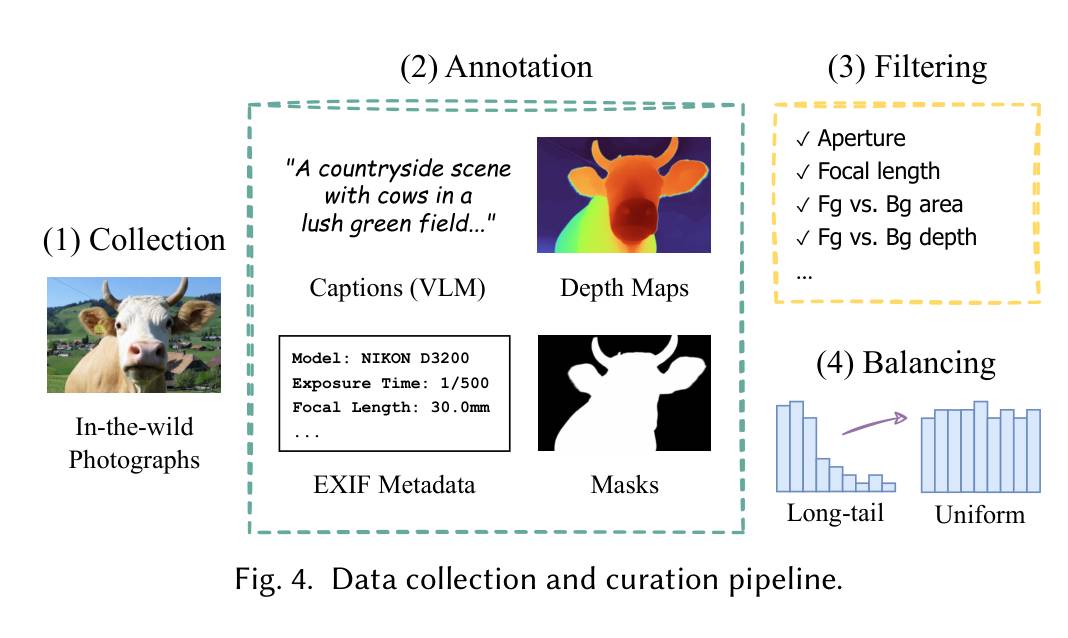 (1) Collection
In-the-wild
Photographs
(2) Annotation
"A countryside scene
with cows in a
lush green field..."
Captions (VLM)
Depth Maps
Model: NIKON D3200
Exposure Time: 1/500
Focal Length: 30.0mm
...
EXIF Metadata
Masks
(3) Filtering
✓ Aperture
✓ Focal length
✓ Fg vs. Bg area
✓ Fg vs. Bg depth
...
(4) Balancing
Long-tail
Uniform
Fig. 4. Data collection and curation pipeline.